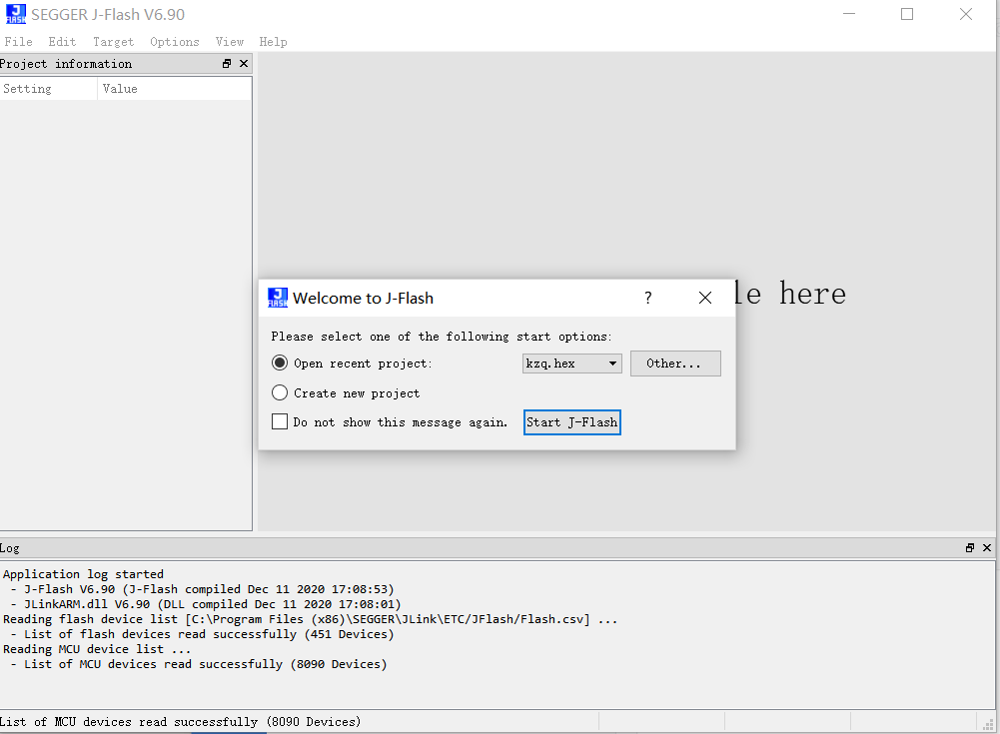 SEGGER J-Flash V6.90
File Edit Target Options View Help
Project information
Setting Value
le here
Welcome to J-Flash
?
Please select one of the following start options:
Open recent project: kzq.hex Other...
Create new project
Do not show this message again. Start J-Flash
Log
Application log started
- J-Flash V6.90 (J-Flash compiled Dec 11 2020 17:08:53)
- JLinkARM.dll V6.90 (DLL compiled Dec 11 2020 17:08:01)
Reading flash device list [C:\Program Files (x86)\SEGGER\JLink\ETC/JFlash/Flash.csv] ...
- List of flash devices read successfully (451 Devices)
Reading MCU device list ...
- List of MCU devices read successfully (8090 Devices)
List of MCU devices read successfully (8090 Devices)